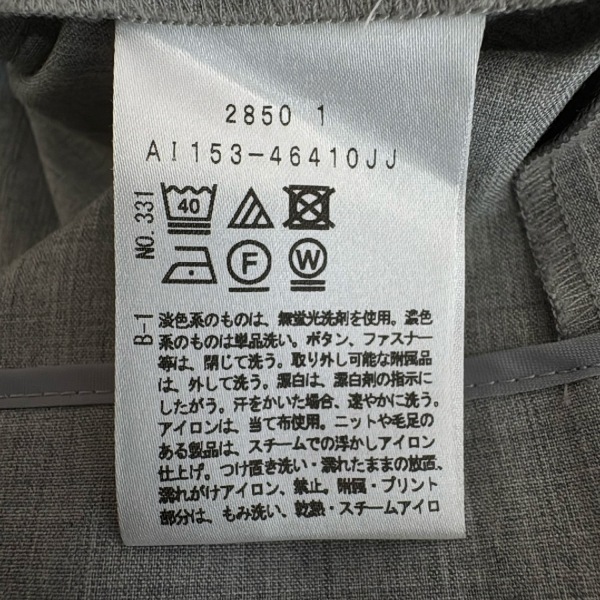 2850 1
AI153-46410JJ
NO.331
40
F
W
B-1
淡色系のものは、無蛍光洗剤を使用。濃色
系のものは単品洗い。ボタン、ファスナー
等は、閉じて洗う。取り外し可能な附属品
は、外して洗う。漂白は、漂白剤の指示に
したがう。汗をかいた場合、速やかに洗う。
アイロンは、当て布使用。ニットや毛足の
ある製品は、スチームでの浮かしアイロン
仕上げ。つけ置き洗い・濡れたままの放置、
濡れがけアイロン、禁止。附属・プリント
部分は、もみ洗い、乾熱・スチームアイロ